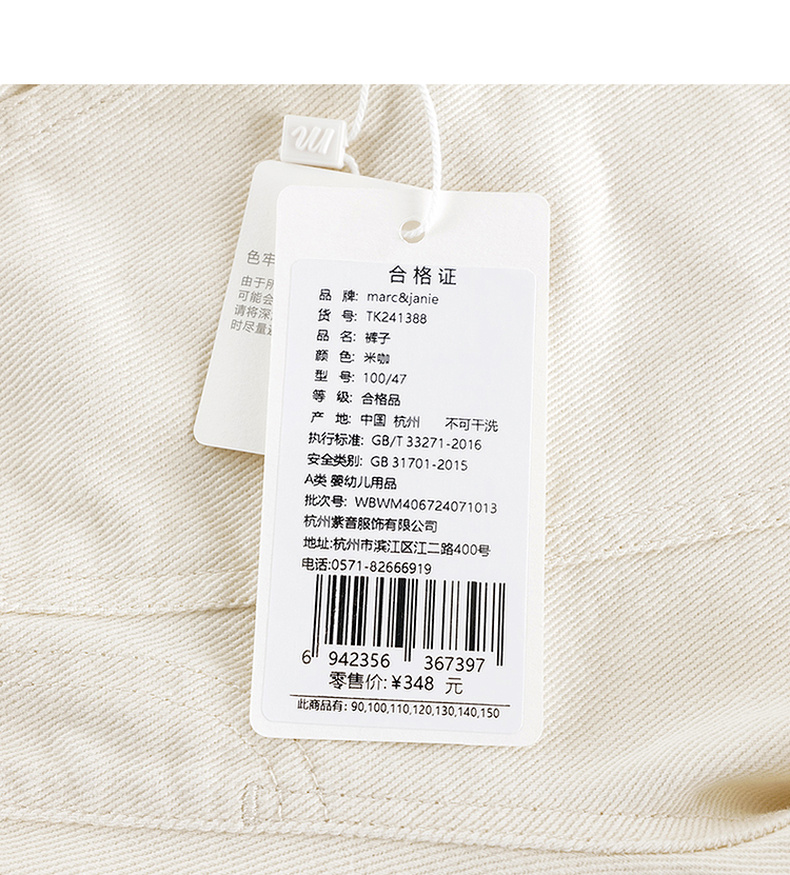 色牢
由于所
可能会
请将深
时尽量
合格证
品 牌: marc&janie
货 号: TK241388
品 名: 裤子
颜 色: 米咖
型 号: 100/47
等 级: 合格品
产 地: 中国 杭州 不可干洗
执行标准: GB/T 33271-2016
安全类别: GB 31701-2015
A类 婴幼儿用品
批次号: WBWM406724071013
杭州紫音服饰有限公司
地址:杭州市滨江区江二路400号
电话:0571-82666919
6 942356 367397
零售价:¥348 元
此商品有: 90,100,110,120,130,140,150